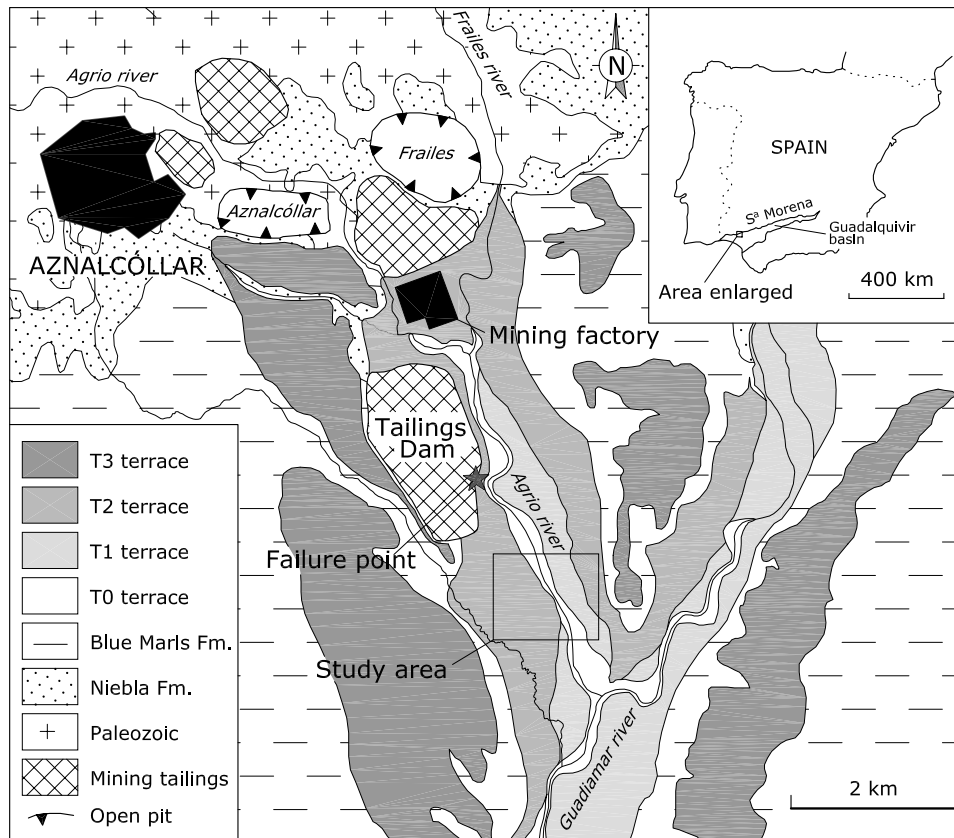 Agrio river
Frailes river
N
Frailes
Aznalcóllar
AZNALCÓLLAR
Mining factory
Tailings
Dam
Agrio river
Failure point
Study area
Guadiamar river
2 km
SPAIN
Sª Morena
Guadalquivir
basin
Area enlarged
400 km
T3 terrace
T2 terrace
T1 terrace
T0 terrace
Blue Marls Fm.
Niebla Fm.
Paleozoic
Mining tailings
Open pit